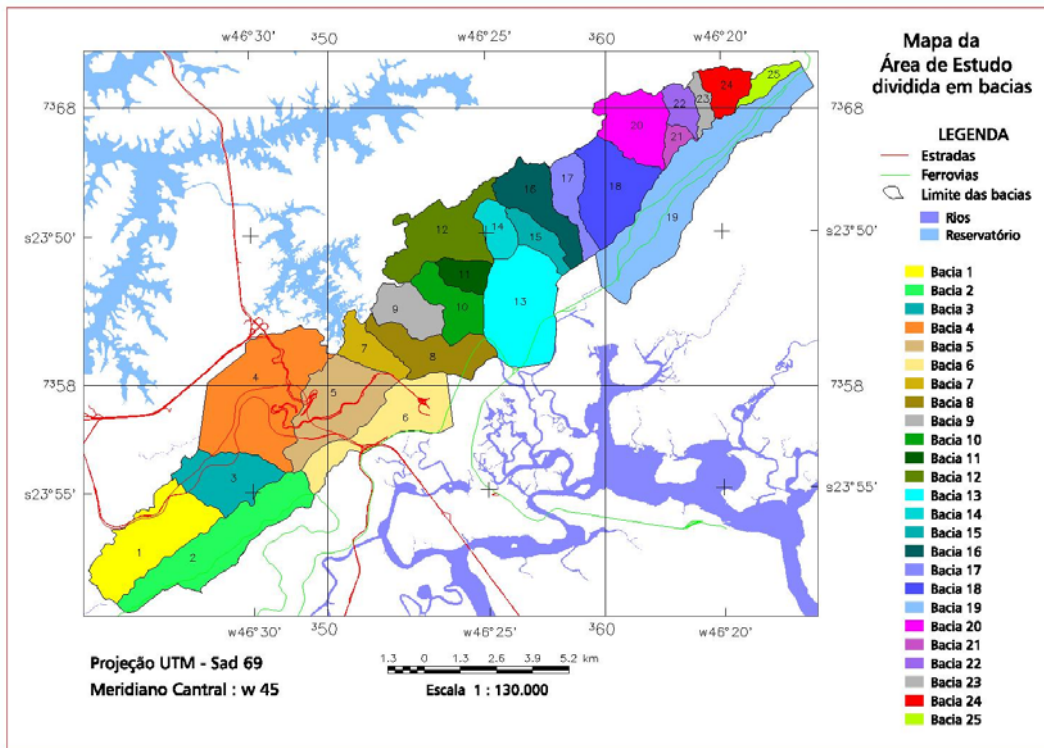 w46°30' 350 w46°25' 360 w46°20'
7368 7368
s23°50' s23°50'
7358 7358
s23°55' s23°55'
w46°30' 350 w46°25' 360 w46°20'
25
24
23
22
20
21
17
18
16
19
14
15
12
11
13
9
10
7
8
4
5
6
3
1
2
Projeção UTM - Sad 69
Meridiano Cantral : w 45
1.3 0 1.3 2.6 3.9 5.2 km
Escala 1 : 130.000
Mapa da
Área de Estudo
dividida em bacias
LEGENDA
Estradas
Ferrovias
Limite das bacias
Rios
Reservatório
Bacia 1
Bacia 2
Bacia 3
Bacia 4
Bacia 5
Bacia 6
Bacia 7
Bacia 8
Bacia 9
Bacia 10
Bacia 11
Bacia 12
Bacia 13
Bacia 14
Bacia 15
Bacia 16
Bacia 17
Bacia 18
Bacia 19
Bacia 20
Bacia 21
Bacia 22
Bacia 23
Bacia 24
Bacia 25